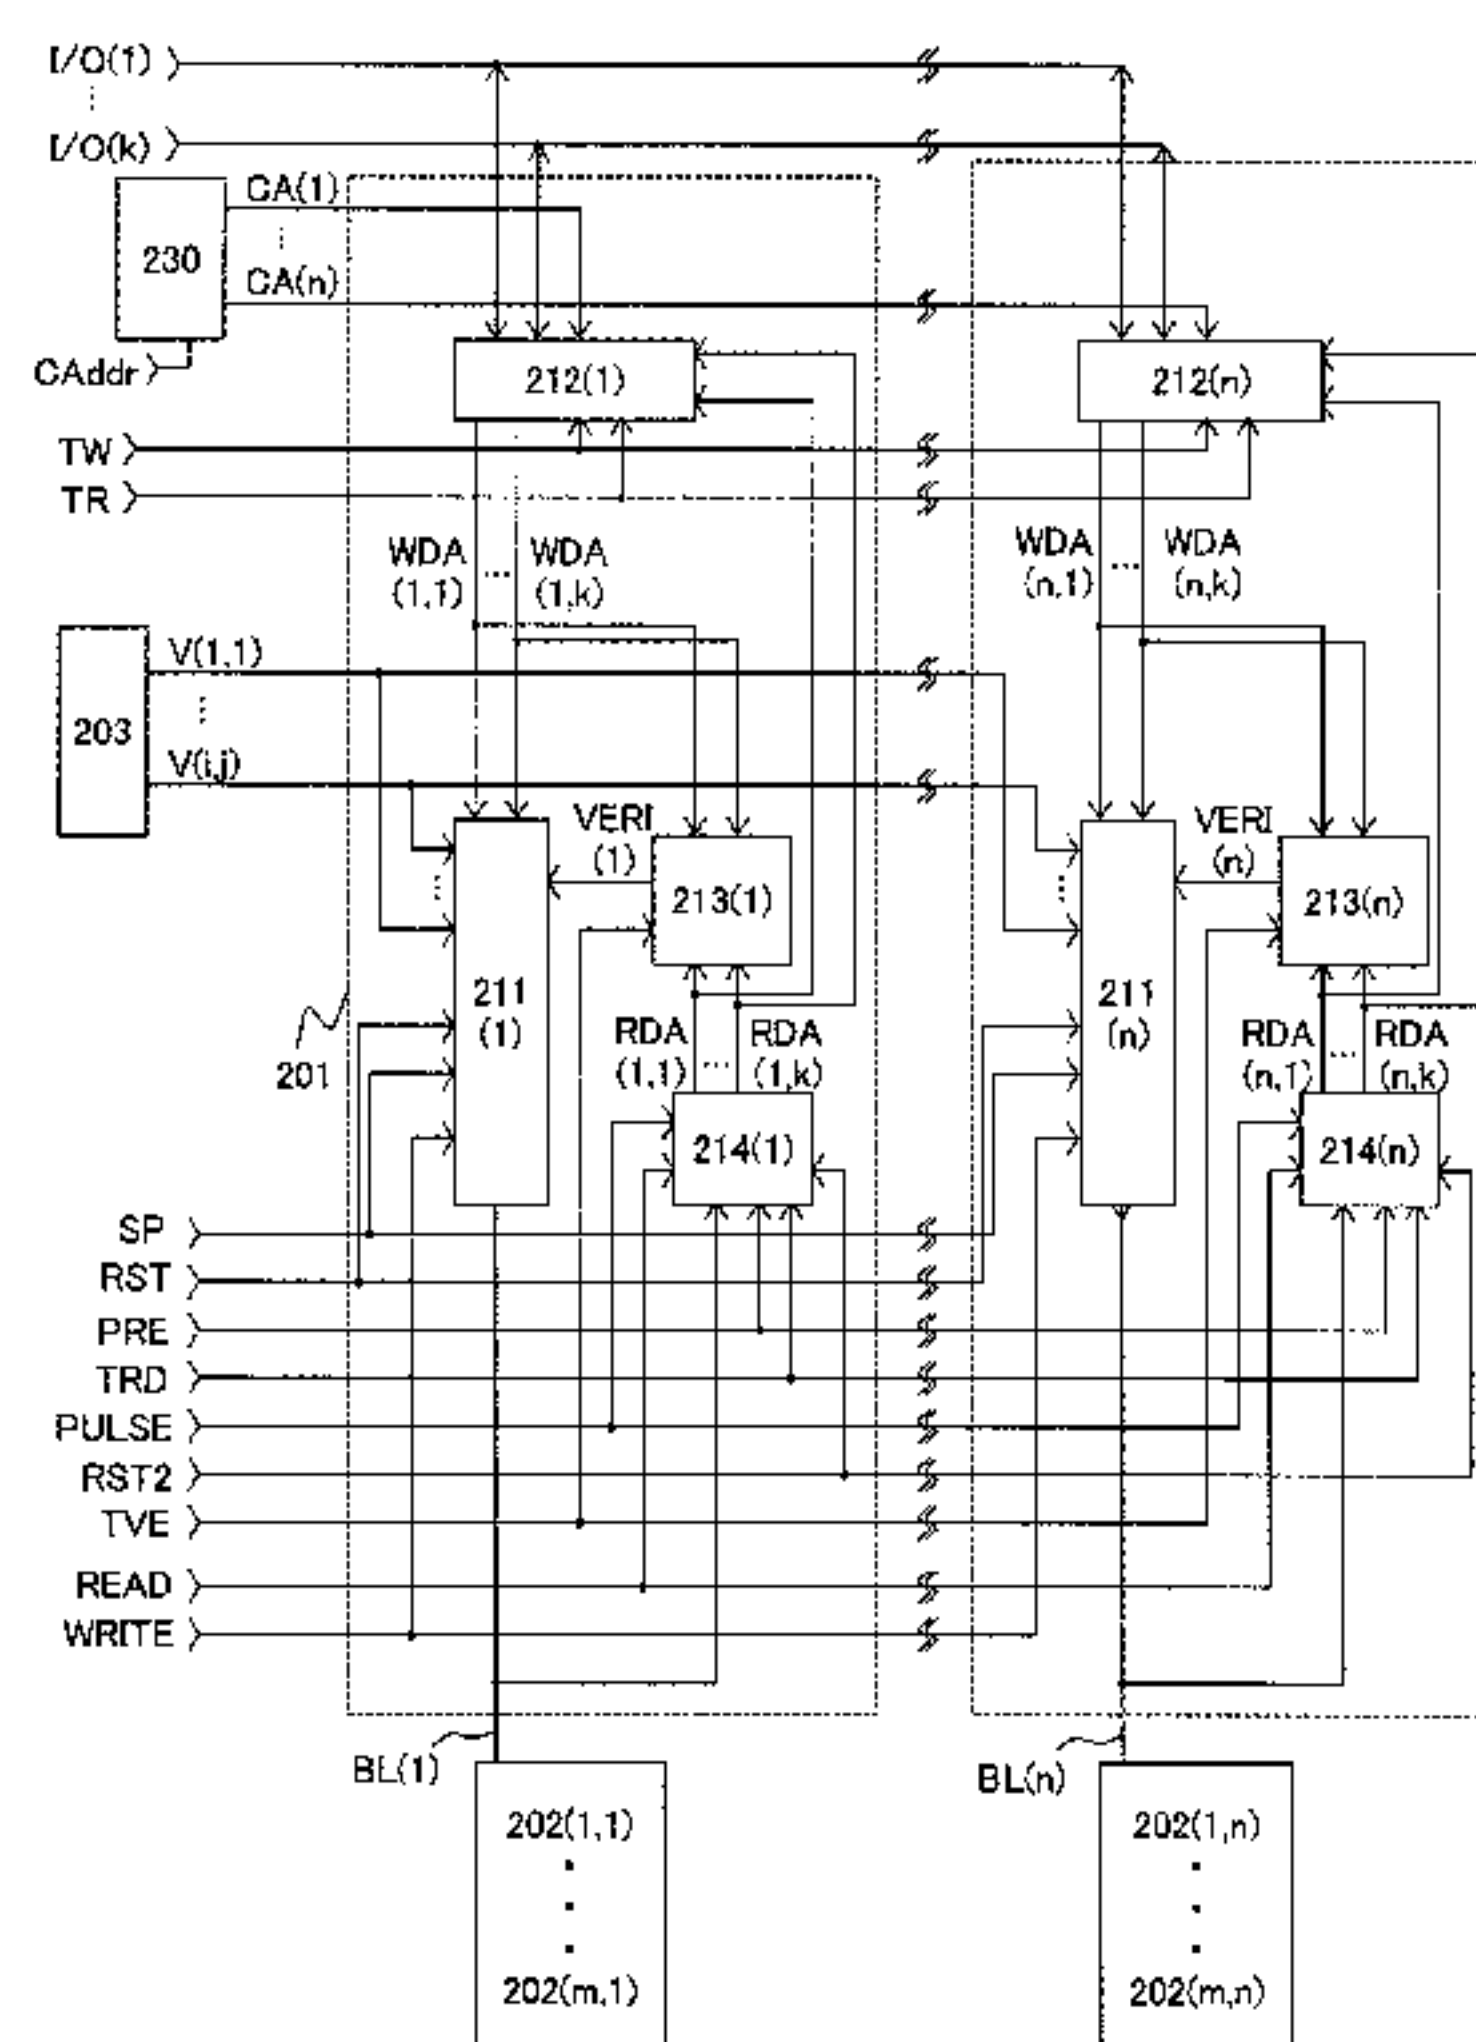 I/O(1)
⋮
I/O(k)
CA(1)
⋮
230
CA(n)
CAddr
212(1)
212(n)
TW
TR
WDA (1,1) ... WDA (1,k)
WDA (n,1) ... WDA (n,k)
V(1,1)
⋮
203
V(i,j)
VERI (1)
VERI (n)
⋮
⋮
213(1)
213(n)
211 (1)
211 (n)
201
RDA (1,1) ... RDA (1,k)
RDA (n,1) ... RDA (n,k)
214(1)
214(n)
SP
RST
PRE
TRD
PULSE
RST2
TVE
READ
WRITE
BL(1)
BL(n)
202(1,1)
202(1,n)
⋮
⋮
202(m,1)
202(m,n)